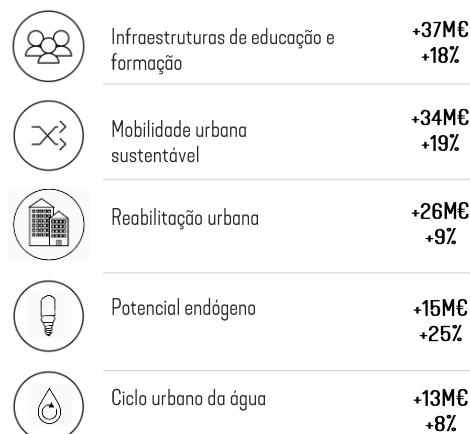 Infraestruturas de educação e
formação
+37M€
+18%
Mobilidade urbana
sustentável
+34M€
+19%
Reabilitação urbana
+26M€
+9%
Potencial endógeno
+15M€
+25%
Ciclo urbano da água
+13M€
+8%